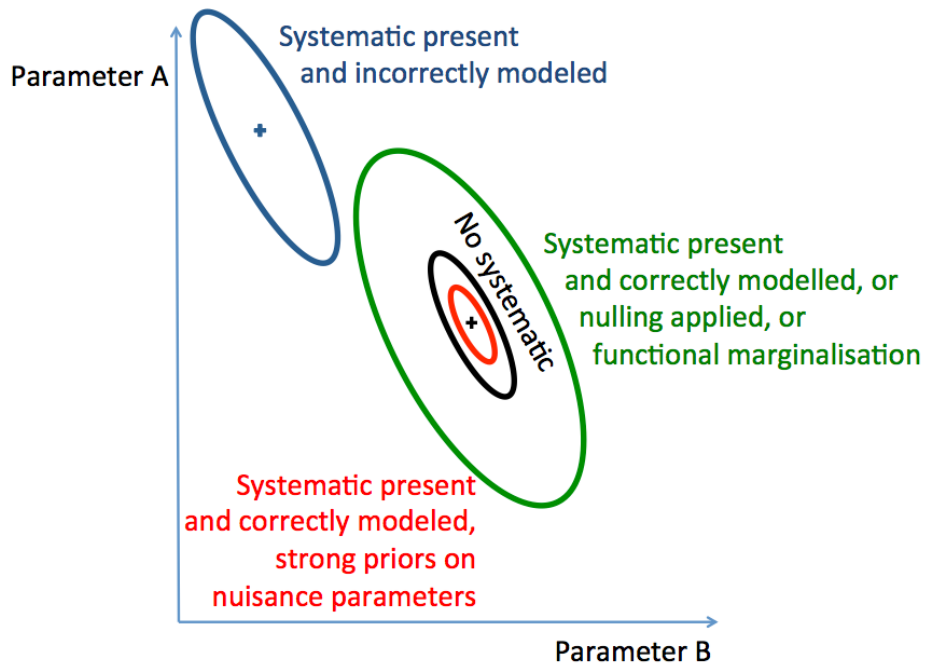 Systematic present
and incorrectly modeled
Parameter A
No systematic
Systematic present
and correctly modelled, or
nulling applied, or
functional marginalisation
Systematic present
and correctly modeled,
strong priors on
nuisance parameters
Parameter B